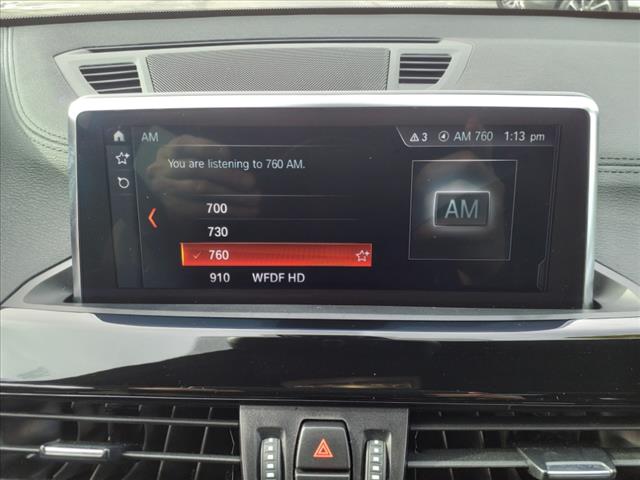 AM
3 AM 760 1:13 pm
You are listening to 760 AM.
700
730
760
910 WFDF HD
AM